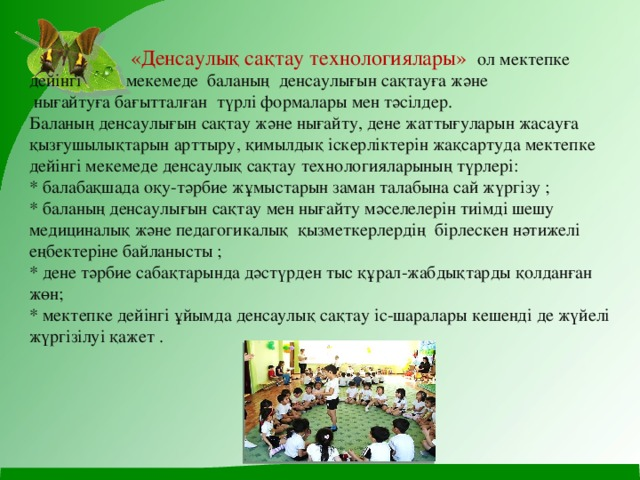 «Денсаулық сақтау технологиялары» ол мектепке
дейінгі мекемеде баланың денсаулығын сақтауға және
нығайтуға бағытталған түрлі формалары мен тәсілдер.
Баланың денсаулығын сақтау және нығайту, дене жаттығуларын жасауға
қызғушылықтарын арттыру, қимылдық іскерліктерін жақсартуда мектепке
дейінгі мекемеде денсаулық сақтау технологияларының түрлері:
* балабақшада оқу-тәрбие жұмыстарын заман талабына сай жүргізу ;
* баланың денсаулығын сақтау мен нығайту мәселелерін тиімді шешу
медициналық және педагогикалық қызметкерлердің бірлескен нәтижелі
еңбектеріне байланысты ;
* дене тәрбие сабақтарында дәстүрден тыс құрал-жабдықтарды қолданған
жөн;
* мектепке дейінгі ұйымда денсаулық сақтау іс-шаралары кешенді де жүйелі
жүргізілуі қажет .